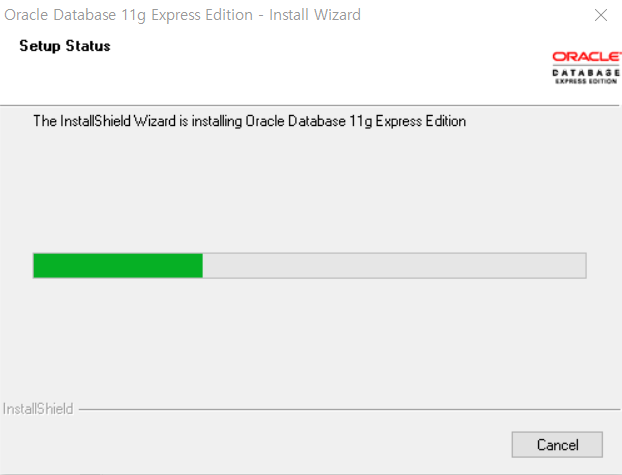 Oracle Database 11g Express Edition - Install Wizard
Setup Status
ORACLE
DATABASE
EXPRESS EDITION
The InstallShield Wizard is installing Oracle Database 11g Express Edition
InstallShield
Cancel